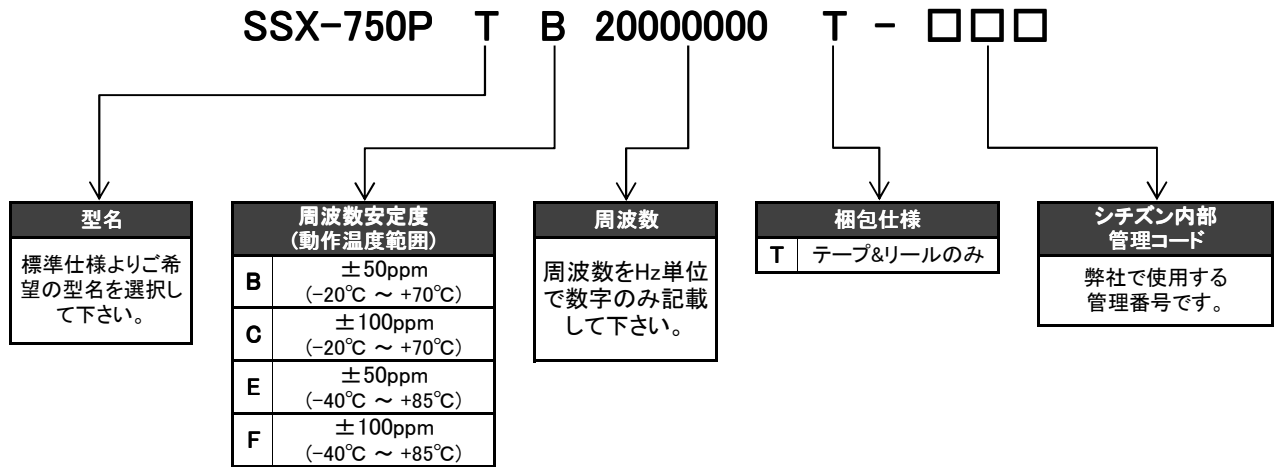 SSX-750P T B 20000000 T - □□□
型名
標準仕様よりご希
望の型名を選択し
て下さい。
周波数安定度
(動作温度範囲)
B ±50ppm
(-20℃ ～ +70℃)
C ±100ppm
(-20℃ ～ +70℃)
E ±50ppm
(-40℃ ～ +85℃)
F ±100ppm
(-40℃ ～ +85℃)
周波数
周波数をHz単位
で数字のみ記載
して下さい。
梱包仕様
T テープ&リールのみ
シチズン内部
管理コード
弊社で使用する
管理番号です。